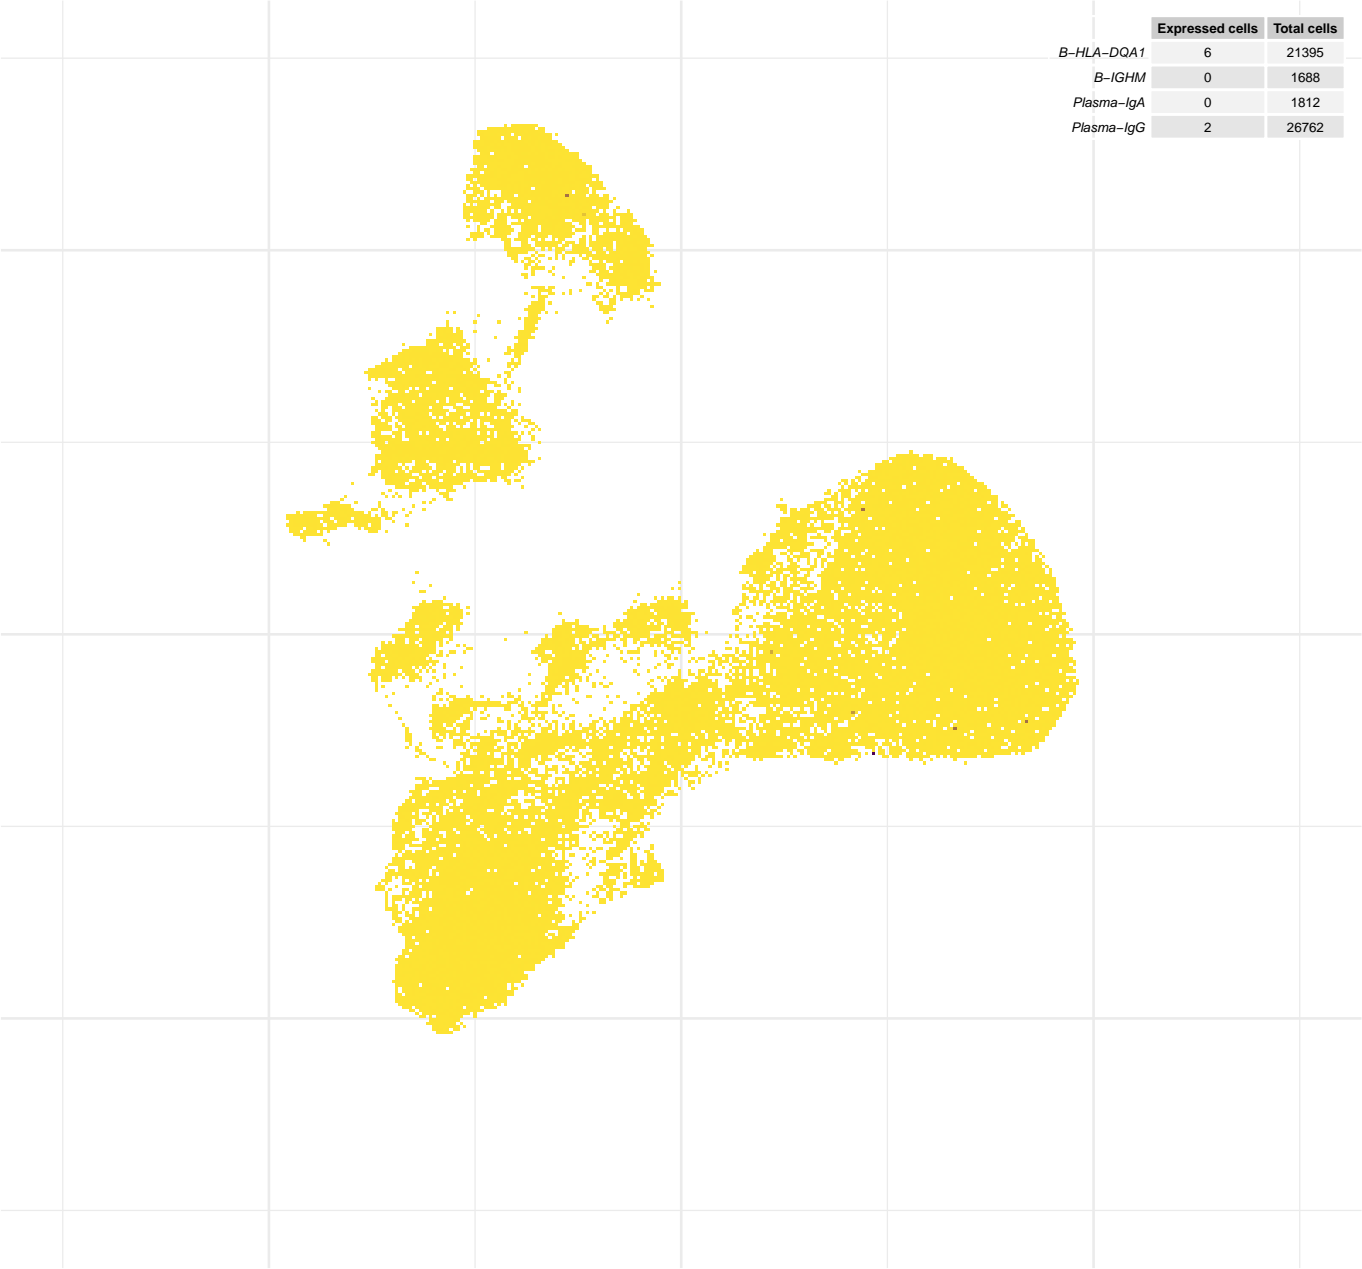 Expressed cells Total cells
B−HLA−DQA1 6 21395
B−IGHM 0 1688
Plasma−IgA 0 1812
Plasma−IgG 2 26762